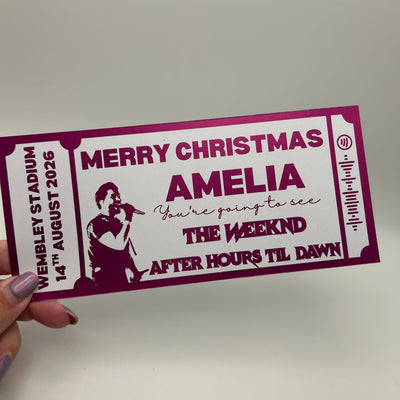 WEMBLEY STADIUM
14TH AUGUST 2026
MERRY CHRISTMAS
AMELIA
You're going to see
THE WEEKND
AFTER HOURS TIL DAWN